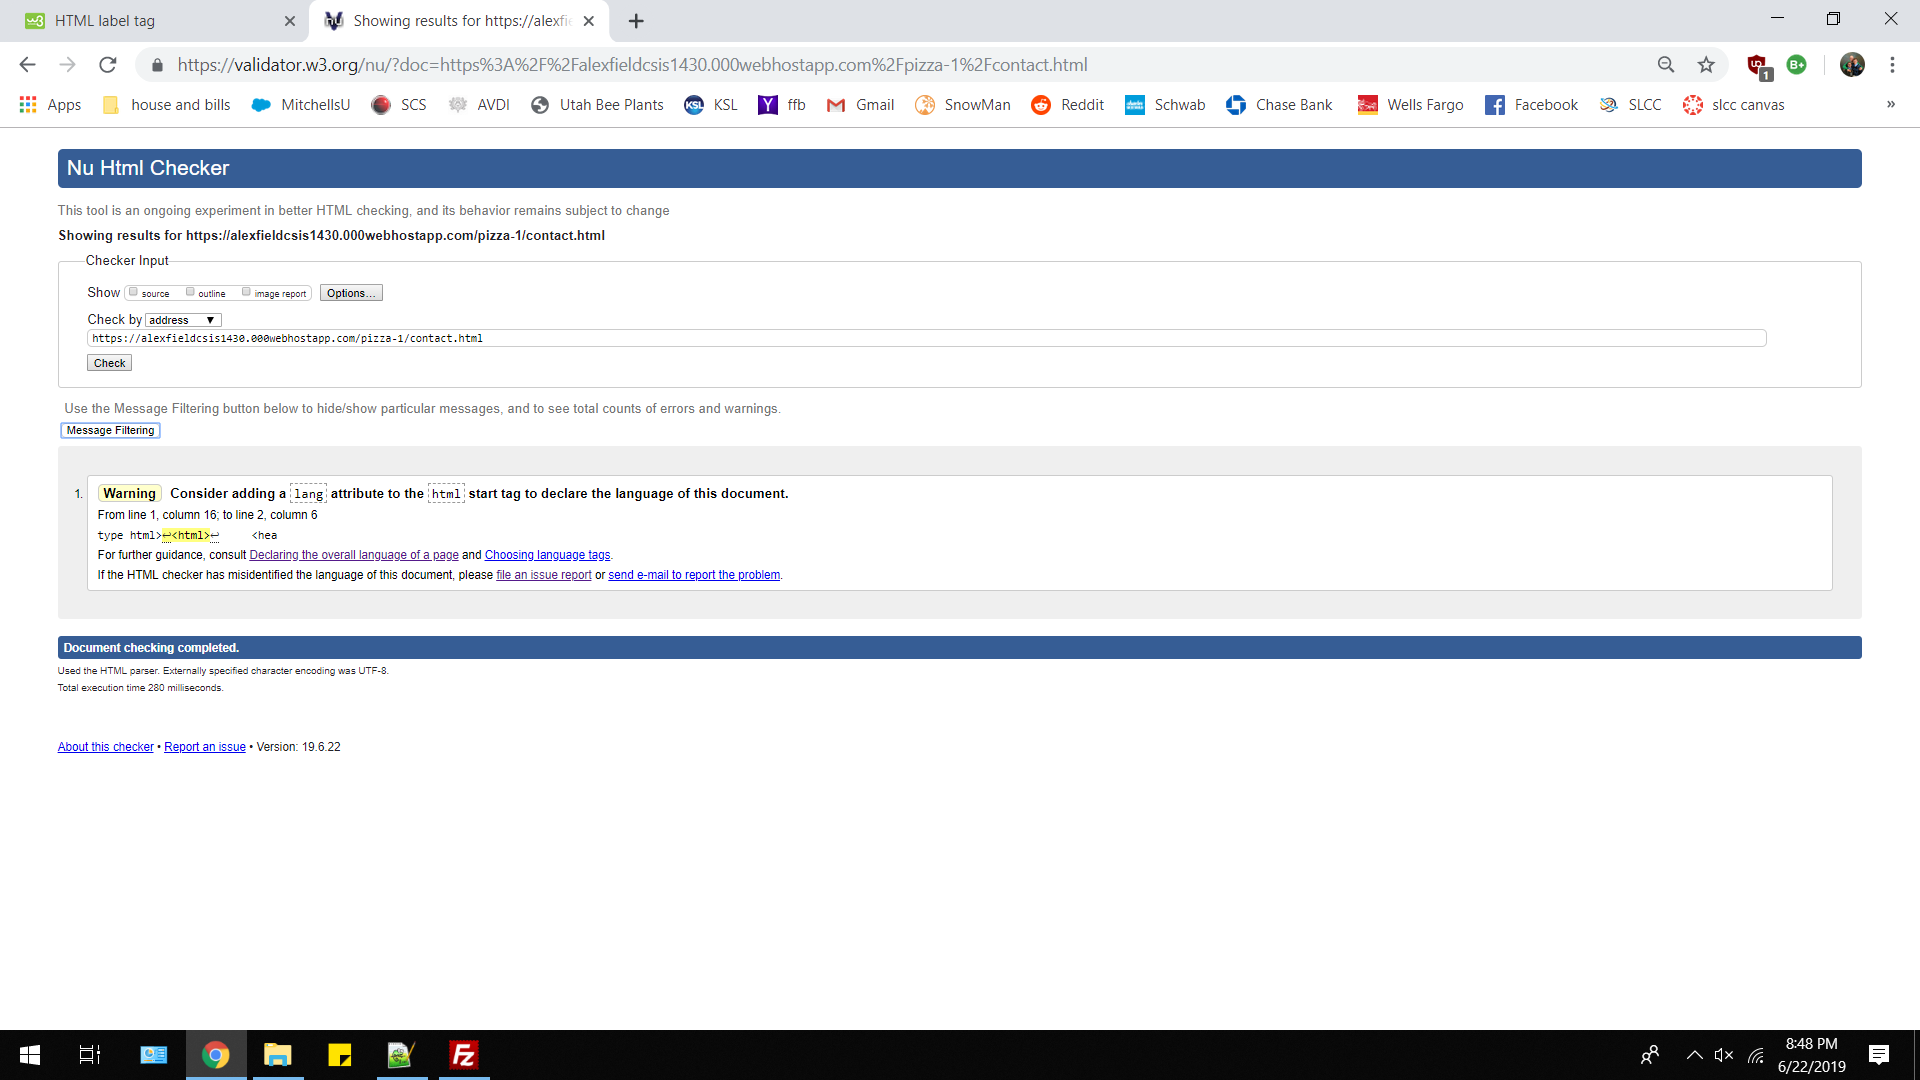 HTML label tag
Showing results for https://alexfie
https://validator.w3.org/nu/?doc=https%3A%2F%2Falexfieldcsis1430.000webhostapp.com%2Fpizza-1%2Fcontact.html
1
B+
Apps house and bills MitchellsU SCS AVDI Utah Bee Plants KSL KSL Y ffb Gmail SnowMan Reddit Schwab Chase Bank Wells Fargo Facebook SLCC slcc canvas »
Nu Html Checker
This tool is an ongoing experiment in better HTML checking, and its behavior remains subject to change
Showing results for https://alexfieldcsis1430.000webhostapp.com/pizza-1/contact.html
Checker Input
Show source outline image report Options...
Check by address
https://alexfieldcsis1430.000webhostapp.com/pizza-1/contact.html
Check
Use the Message Filtering button below to hide/show particular messages, and to see total counts of errors and warnings.
Message Filtering
1. Warning Consider adding a lang attribute to the html start tag to declare the language of this document.
From line 1, column 16; to line 2, column 6
type html>↩<html>↩ <hea
For further guidance, consult Declaring the overall language of a page and Choosing language tags.
If the HTML checker has misidentified the language of this document, please file an issue report or send e-mail to report the problem.
Document checking completed.
Used the HTML parser. Externally specified character encoding was UTF-8.
Total execution time 280 milliseconds.
About this checker • Report an issue • Version: 19.6.22
Fz
8:48 PM
6/22/2019